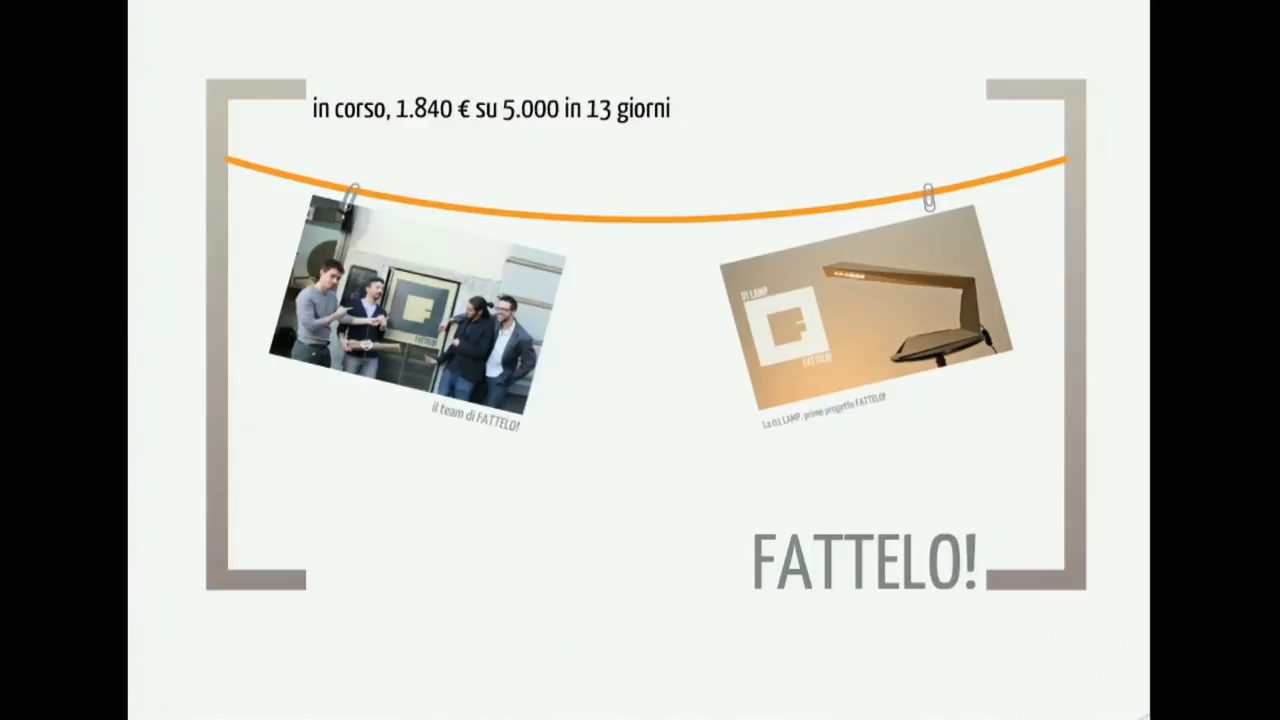 in corso, 1.840 € su 5.000 in 13 giorni
FATTELO!
il team di FATTELO!
01 LAMP
FATTELO!
La 01 LAMP, primo progetto FATTELO!
FATTELO!